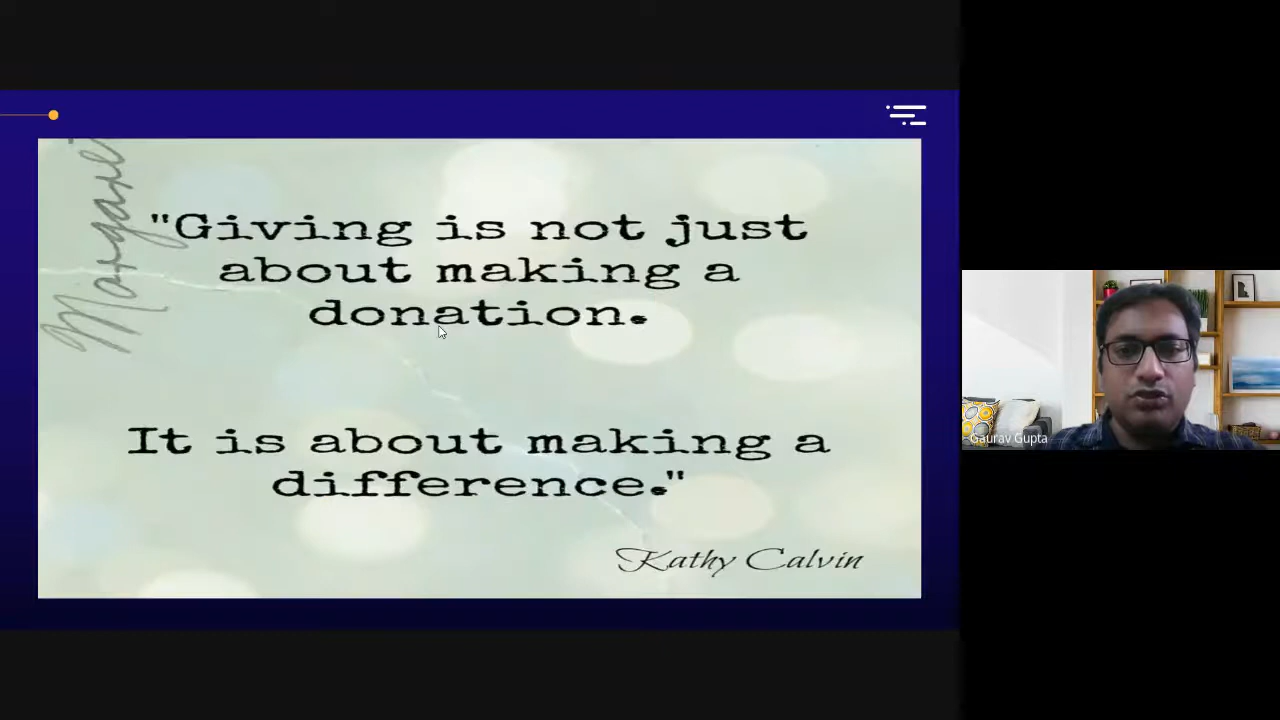 "Giving is not just
about making a
donation.
It is about making a
difference."
Kathy Calvin
Gaurav Gupta